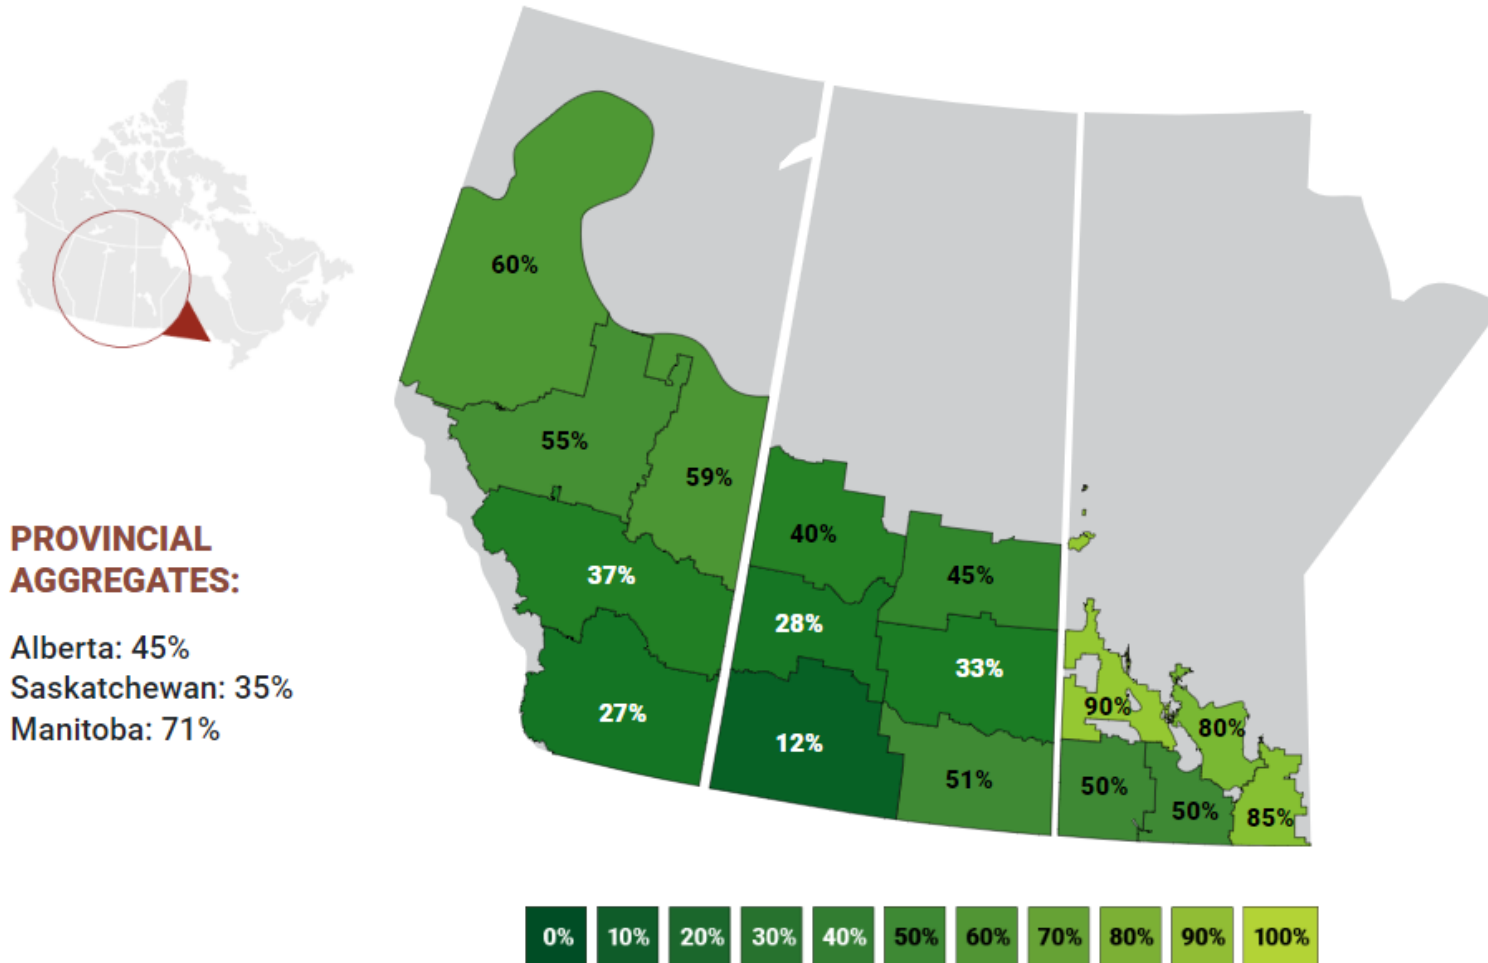 60%
55%
59%
37%
27%
40%
45%
28%
33%
12%
51%
90%
80%
50%
50%
85%
PROVINCIAL
AGGREGATES:
Alberta: 45%
Saskatchewan: 35%
Manitoba: 71%
0% 10% 20% 30% 40% 50% 60% 70% 80% 90% 100%